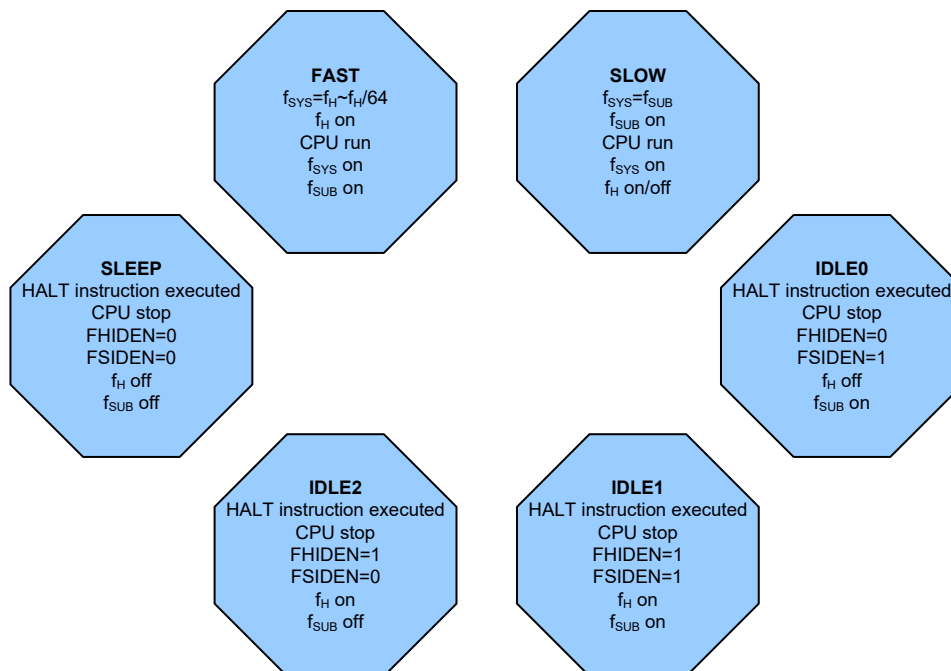 FAST
fSYS=fH~fH/64
fH on
CPU run
fSYS on
fSUB on
SLOW
fSYS=fSUB
fSUB on
CPU run
fSYS on
fH on/off
SLEEP
HALT instruction executed
CPU stop
FHIDEN=0
FSIDEN=0
fH off
fSUB off
IDLE0
HALT instruction executed
CPU stop
FHIDEN=0
FSIDEN=1
fH off
fSUB on
IDLE2
HALT instruction executed
CPU stop
FHIDEN=1
FSIDEN=0
fH on
fSUB off
IDLE1
HALT instruction executed
CPU stop
FHIDEN=1
FSIDEN=1
fH on
fSUB on